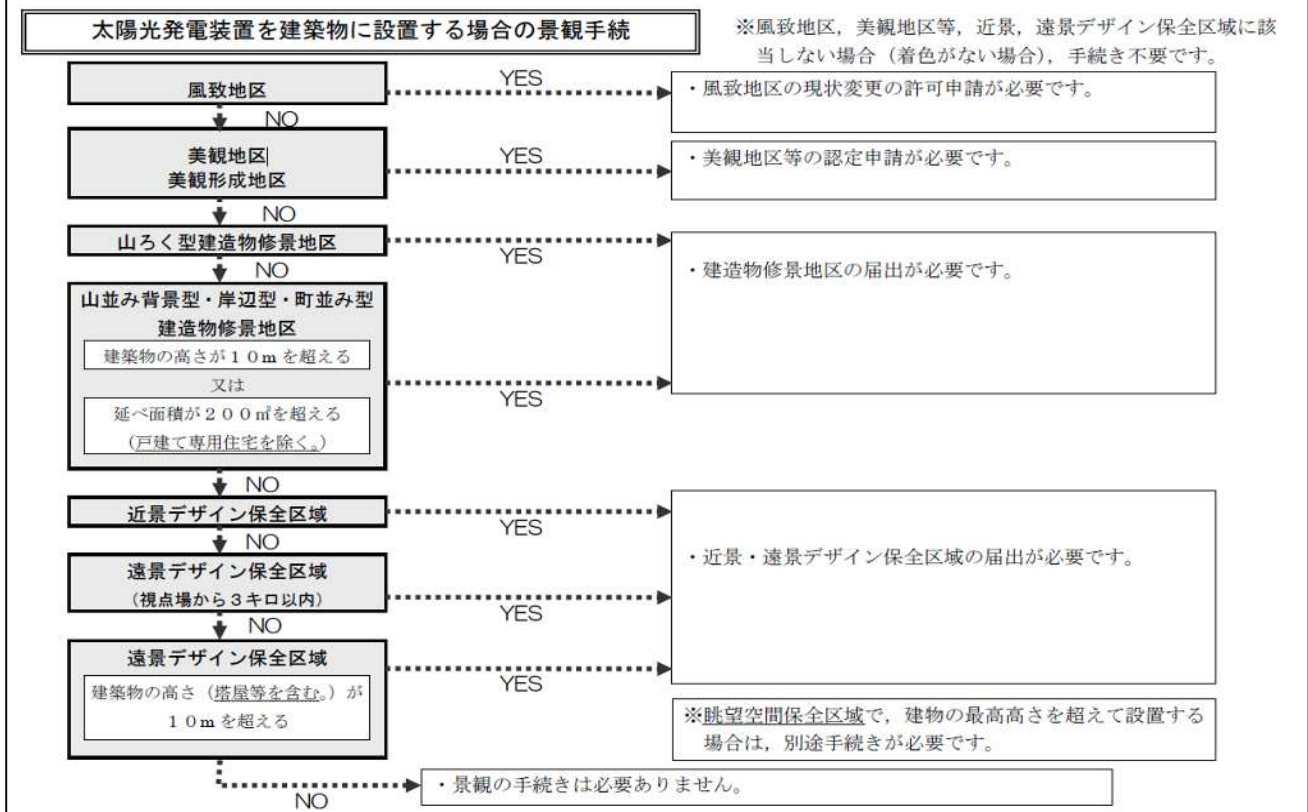 太陽光発電装置を建築物に設置する場合の景観手続
※風致地区，美観地区等，近景，遠景デザイン保全区域に該
当しない場合（着色がない場合），手続き不要です。
風致地区
YES
・風致地区の現状変更の許可申請が必要です。
NO
美観地区
美観形成地区
YES
・美観地区等の認定申請が必要です。
NO
山ろく型建造物修景地区
YES
・建造物修景地区の届出が必要です。
NO
山並み背景型・岸辺型・町並み型
建造物修景地区
建築物の高さが１０ｍを超える
又は
延べ面積が２００㎡を超える
（戸建て専用住宅を除く。）
YES
NO
近景デザイン保全区域
YES
・近景・遠景デザイン保全区域の届出が必要です。
NO
遠景デザイン保全区域
（視点場から３キロ以内）
YES
NO
遠景デザイン保全区域
建築物の高さ（塔屋等を含む。）が
１０ｍを超える
YES
※眺望空間保全区域で，建物の最高高さを超えて設置する
場合は，別途手続きが必要です。
NO
・景観の手続きは必要ありません。